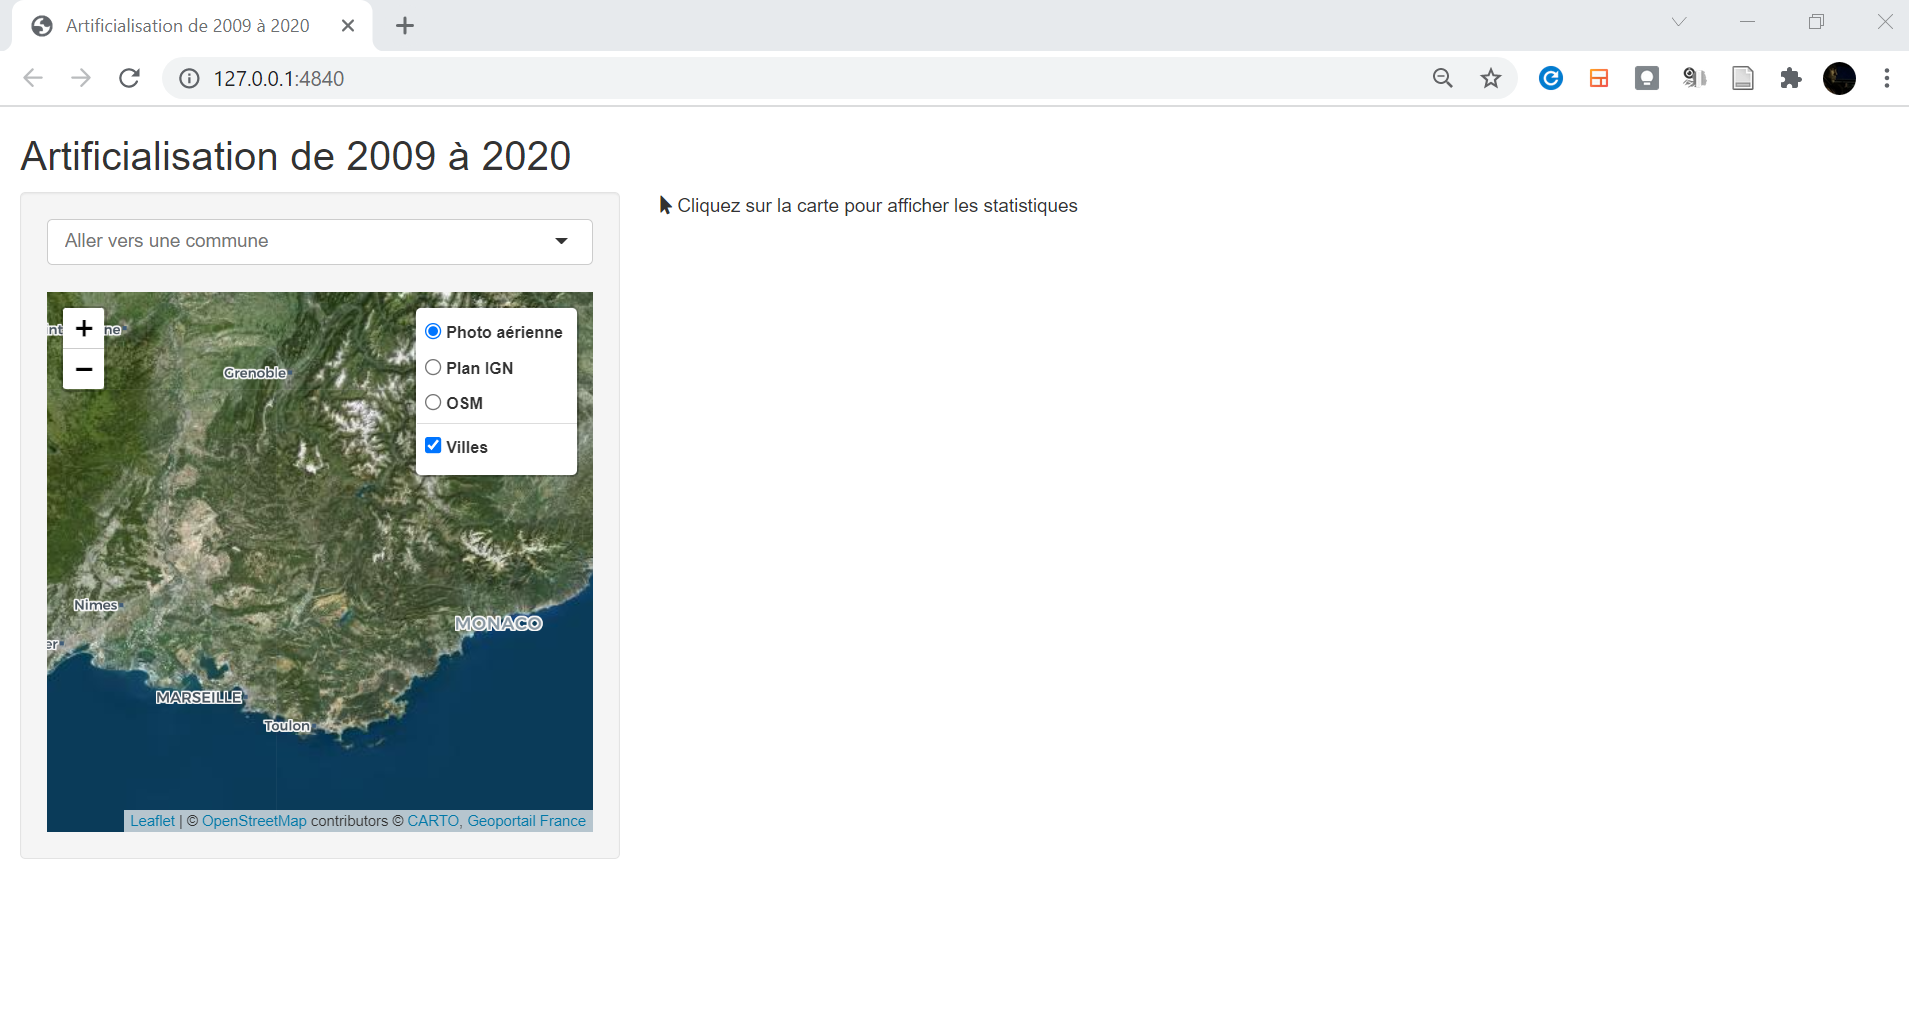 Artificialisation de 2009 à 2020
127.0.0.1:4840
Artificialisation de 2009 à 2020
Aller vers une commune
Cliquez sur la carte pour afficher les statistiques
+
−
Photo aérienne
Plan IGN
OSM
Villes
Grenoble
Nimes
MONACO
MARSEILLE
Toulon
Leaflet | © OpenStreetMap contributors © CARTO, Geoportail France